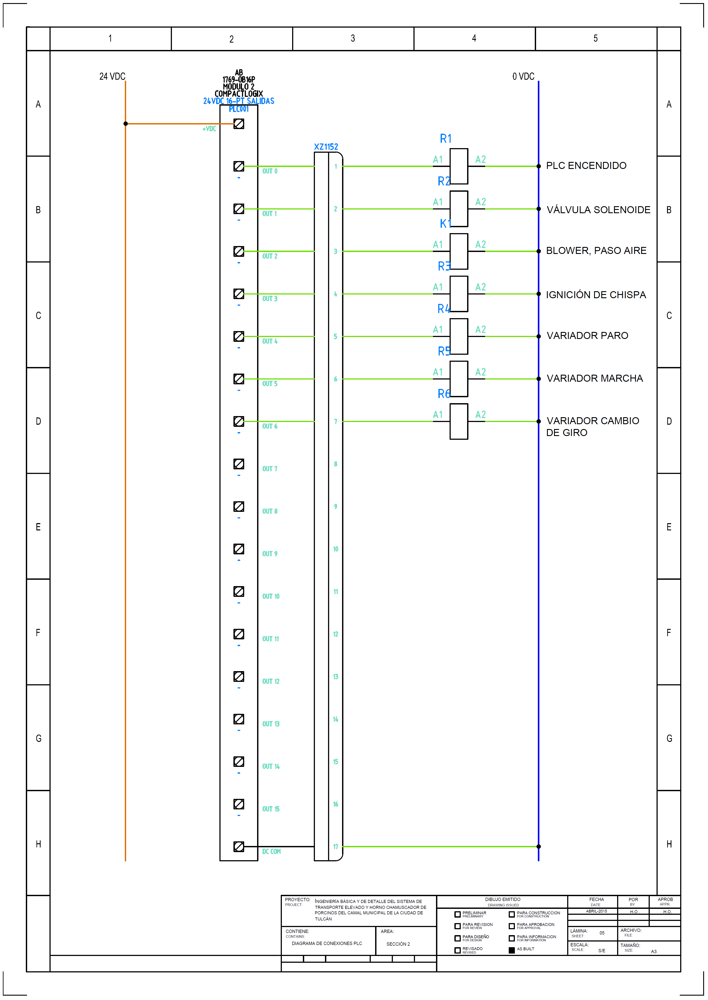 1 2 3 4 5
24 VDC
0 VDC
AB
1769-OB16P
MODULO 2
COMPACTLOGIX
24VDC 16-PT SALIDAS
PLC001
A A
+VDC
R1
XZ1152
1 A1 A2 PLC ENCENDIDO
OUT 0
R2
B 2 A1 A2 VÁLVULA SOLENOIDE B
-
OUT 1
-
K1
3 A1 A2 BLOWER, PASO AIRE
OUT 2
-
R3
4 A1 A2 IGNICIÓN DE CHISPA
OUT 3
-
R4
C C
5 A1 A2 VARIADOR PARO
OUT 4
-
R5
6 A1 A2 VARIADOR MARCHA
OUT 5
-
R6
D 7 A1 A2 VARIADOR CAMBIO D
OUT 6
DE GIRO
-
8
OUT 7
-
9
OUT 8
-
E E
10
OUT 9
-
11
OUT 10
-
F 12 F
OUT 11
-
13
OUT 12
-
14
OUT 13
-
G G
15
OUT 14
-
16
OUT 15
-
H 17 H
DC COM
PROYECTO: INGENIERÍA BÁSICA Y DE DETALLE DEL SISTEMA DE
PROJECT: TRANSPORTE ELEVADO Y HORNO CHAMUSCADOR DE
PORCINOS DEL CAMAL MUNICIPAL DE LA CIUDAD DE
TULCÁN
CONTIENE:
CONTAINS:
DIAGRAMA DE CONEXIONES PLC
AREA:
SECCIÓN 2
DIBUJO EMITIDO
DRAWING ISSUED
PRELIMINAR
PRELIMINARY
PARA CONSTRUCCION
FOR CONSTRUCTION
PARA REVISION
FOR REVIEW
PARA APROBACION
FOR APPROVAL
PARA DISEÑO
FOR DESIGN
PARA INFORMACION
FOR INFORMATION
REVISADO
REVISED
AS BUILT
FECHA POR APROB
DATE BY APPR
ABRIL-2015 H.O. H.O.
LÁMINA: 05
SHEET:
ARCHIVO:
FILE:
ESCALA:
SCALE: S/E
TAMAÑO:
SIZE: A3